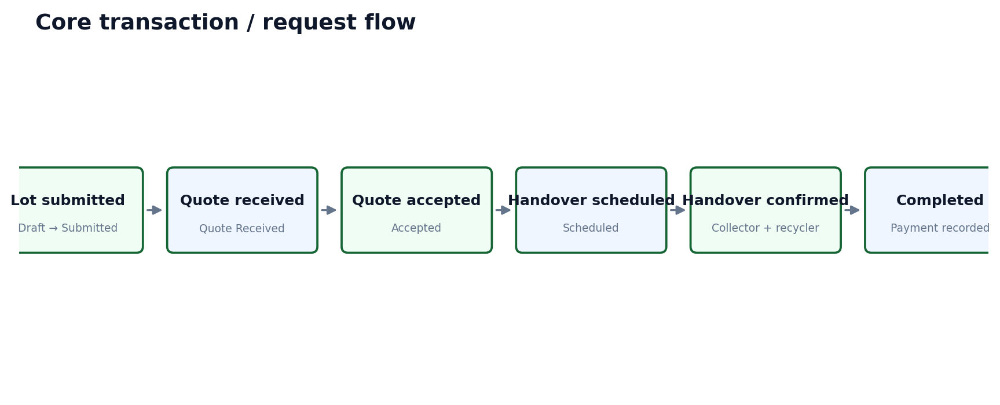 Core transaction / request flow
Lot submitted
Draft → Submitted
Quote received
Quote Received
Quote accepted
Accepted
Handover scheduled
Scheduled
Handover confirmed
Collector + recycler
Completed
Payment recorded